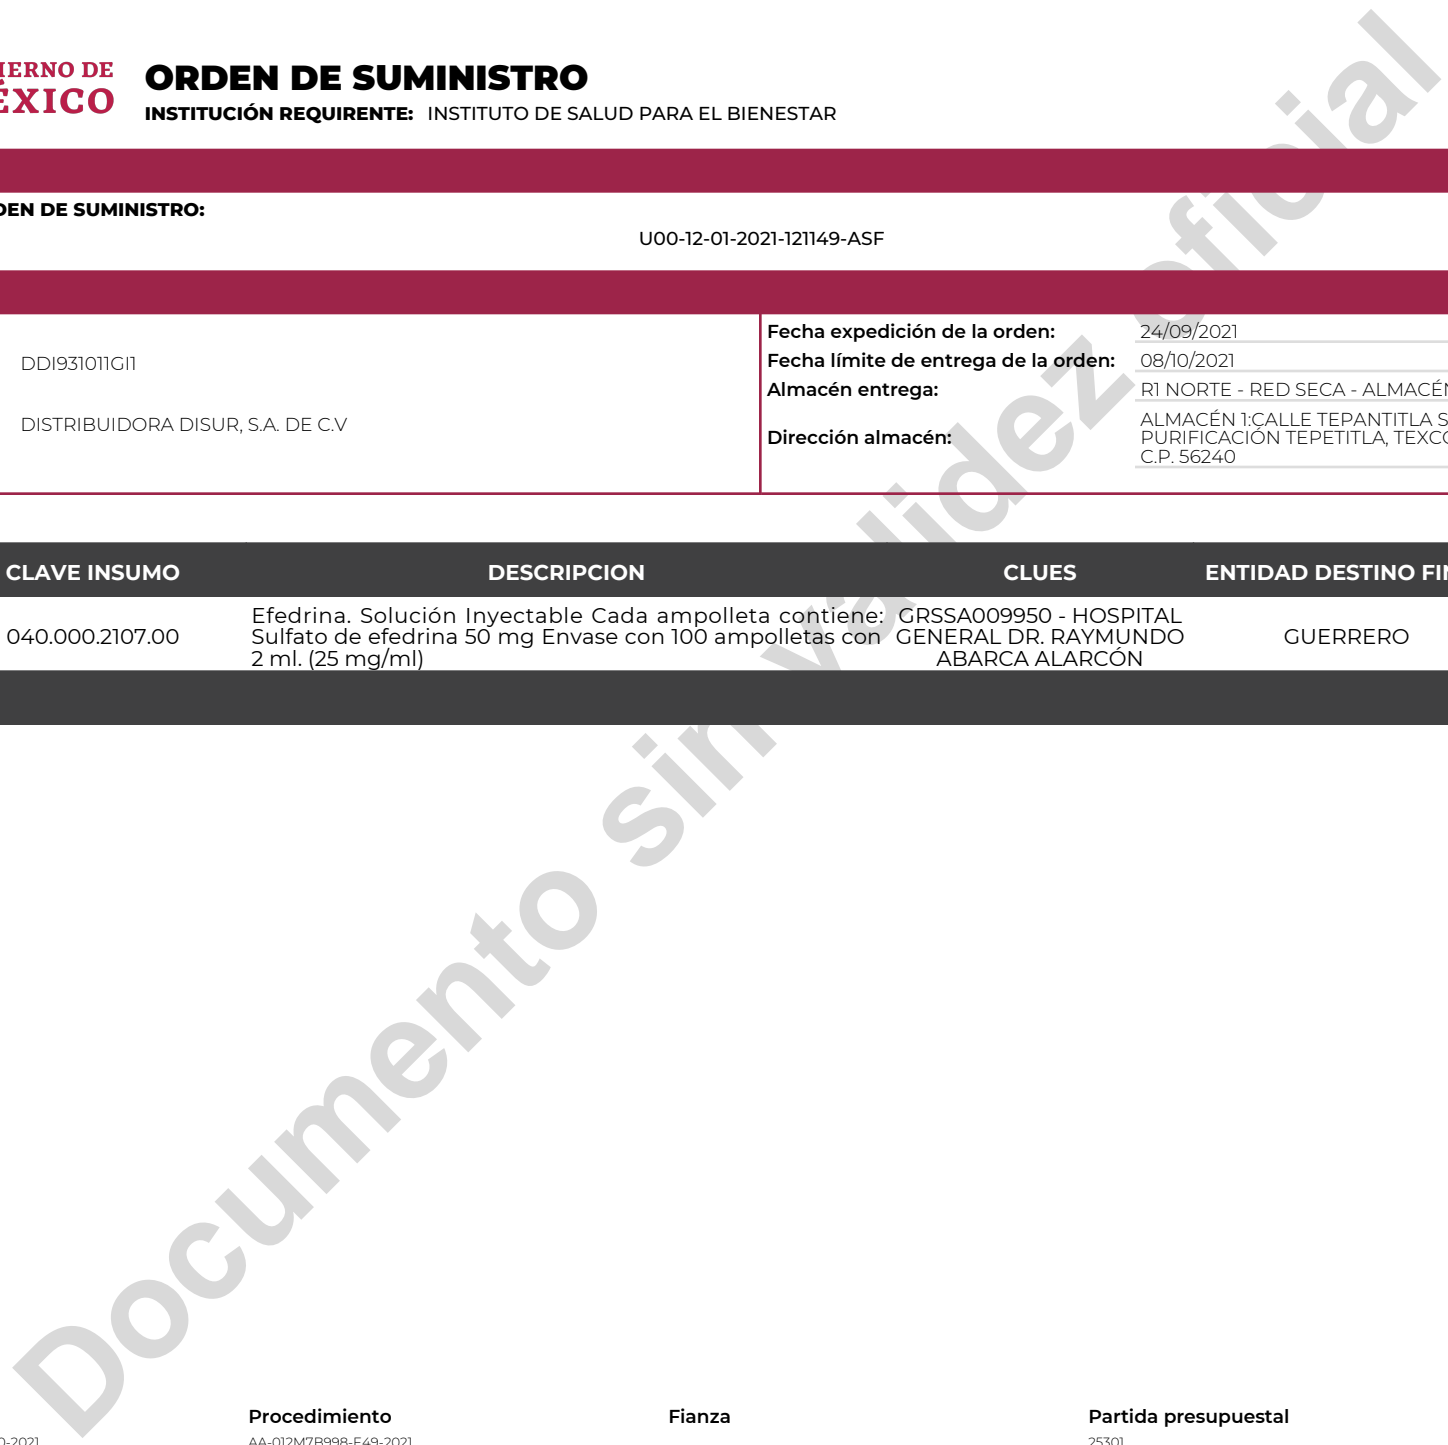 IERNO DE
ÉXICO
ORDEN DE SUMINISTRO
INSTITUCIÓN REQUIRENTE: INSTITUTO DE SALUD PARA EL BIENESTAR
DEN DE SUMINISTRO:
U00-12-01-2021-121149-ASF
DDI931011GI1
DISTRIBUIDORA DISUR, S.A. DE C.V
Fecha expedición de la orden: 24/09/2021
Fecha límite de entrega de la orden: 08/10/2021
Almacén entrega: R1 NORTE - RED SECA - ALMACÉN
Dirección almacén: ALMACÉN 1:CALLE TEPANTITLA S
PURIFICACIÓN TEPETITLA, TEXCO
C.P. 56240
CLAVE INSUMO DESCRIPCION CLUES ENTIDAD DESTINO FIN
040.000.2107.00
Efedrina. Solución Inyectable Cada ampolleta contiene:
Sulfato de efedrina 50 mg Envase con 100 ampolletas con
2 ml. (25 mg/ml)
GRSSA009950 - HOSPITAL
GENERAL DR. RAYMUNDO
ABARCA ALARCÓN
GUERRERO
Documento sin validez oficial
Procedimiento Fianza Partida presupuestal
0-2021 AA-012M7B998-E49-2021 25301